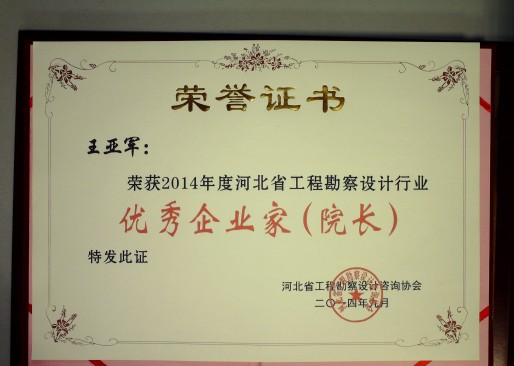 荣誉证书
王亚军：
荣获2014年度河北省工程勘察设计行业
优秀企业家（院长）
特发此证
河北省工程勘察设计咨询协会
二〇一四年元月